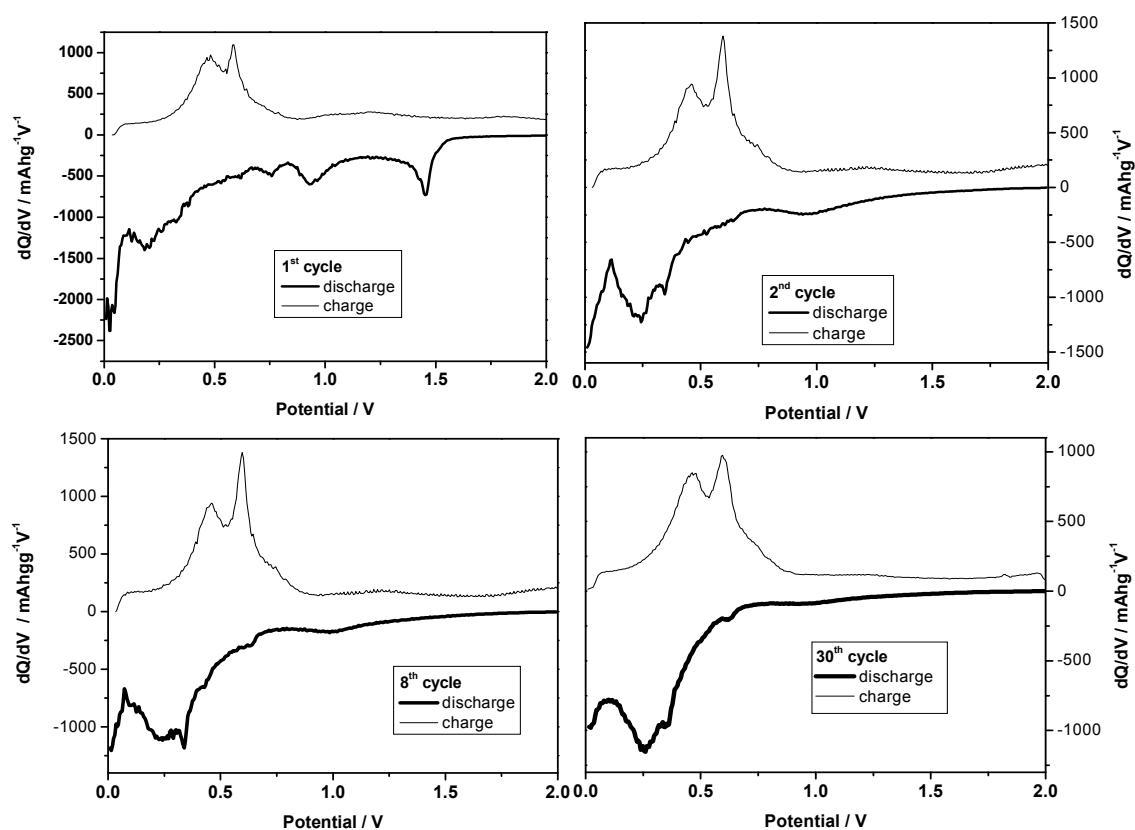 1000
500
0
-500
-1000
-1500
-2000
-2500
dQ/dV / mAhg-1V-1
1st cycle
discharge
charge
0.0 0.5 1.0 1.5 2.0
Potential / V
1500
1000
500
0
-500
-1000
-1500
dQ/dV / mAhg-1V-1
2nd cycle
discharge
charge
0.0 0.5 1.0 1.5 2.0
Potential / V
1500
1000
500
0
-500
-1000
dQ/dV / mAhgg-1V-1
8th cycle
discharge
charge
0.0 0.5 1.0 1.5 2.0
Potential / V
1000
500
0
-500
-1000
dQ/dV / mAhg-1V-1
30th cycle
discharge
charge
0.0 0.5 1.0 1.5 2.0
Potential / V